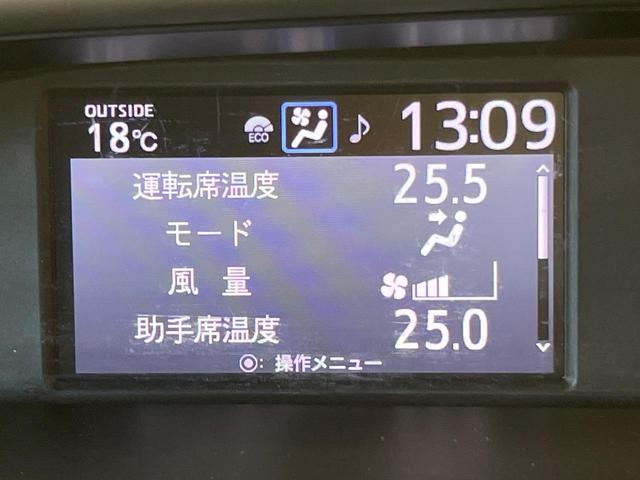 OUTSIDE
18℃ ECO 13:09
運転席温度 25.5
モード
風量
助手席温度 25.0
: 操作メニュー